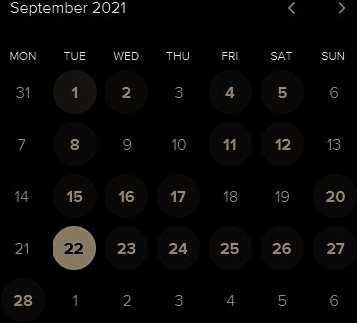 September 2021
MON TUE WED THU FRI SAT SUN
31 1 2 3 4 5 6
7 8 9 10 11 12 13
14 15 16 17 18 19 20
21 22 23 24 25 26 27
28 1 2 3 4 5 6